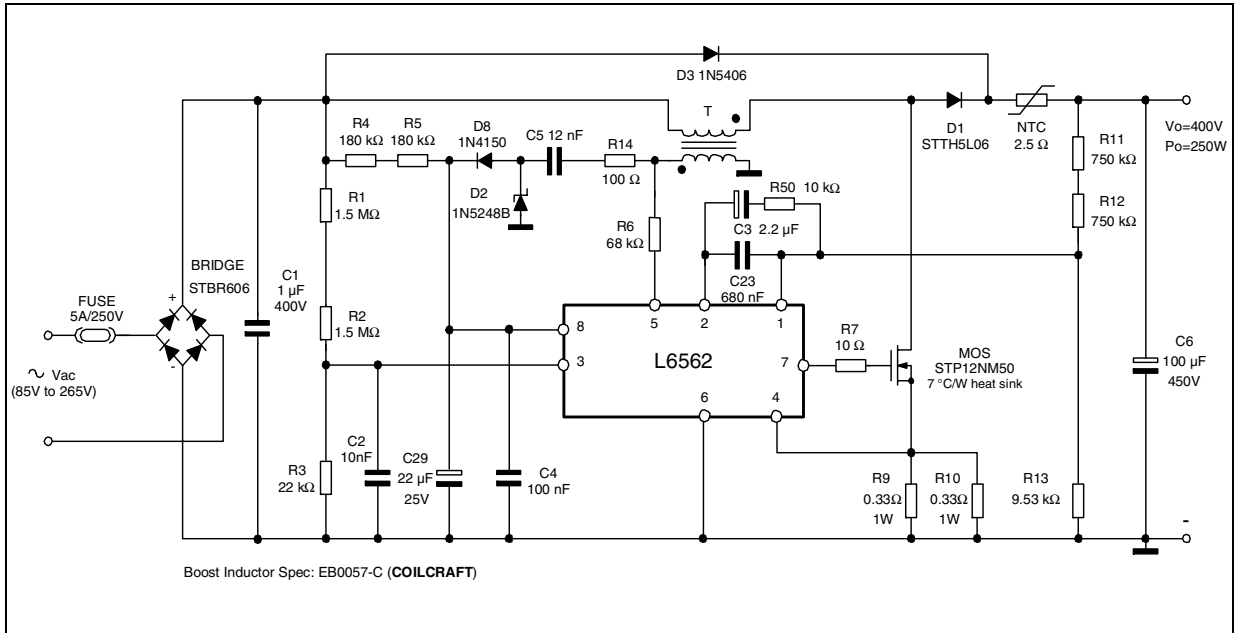 D3 1N5406
T
D1
STTH5L06
NTC
2.5 Ω
Vo=400V
Po=250W
R4
180 kΩ
R5
180 kΩ
D8
1N4150
C5 12 nF
R14
100 Ω
R11
750 kΩ
R12
750 kΩ
R1
1.5 MΩ
D2
1N5248B
R50 10 kΩ
C3 2.2 µF
R6
68 kΩ
C23
680 nF
BRIDGE
STBR606
+
-
C1
1 µF
400V
FUSE
5A/250V
R2
1.5 MΩ
5
2
1
8
3
L6562
7
6
4
R7
10 Ω
MOS
STP12NM50
7 °C/W heat sink
C6
100 µF
450V
~ Vac
(85V to 265V)
R3
22 kΩ
C2
10nF
C29
22 µF
25V
C4
100 nF
R9
0.33Ω
1W
R10
0.33Ω
1W
R13
9.53 kΩ
-
Boost Inductor Spec: EB0057-C (COILCRAFT)